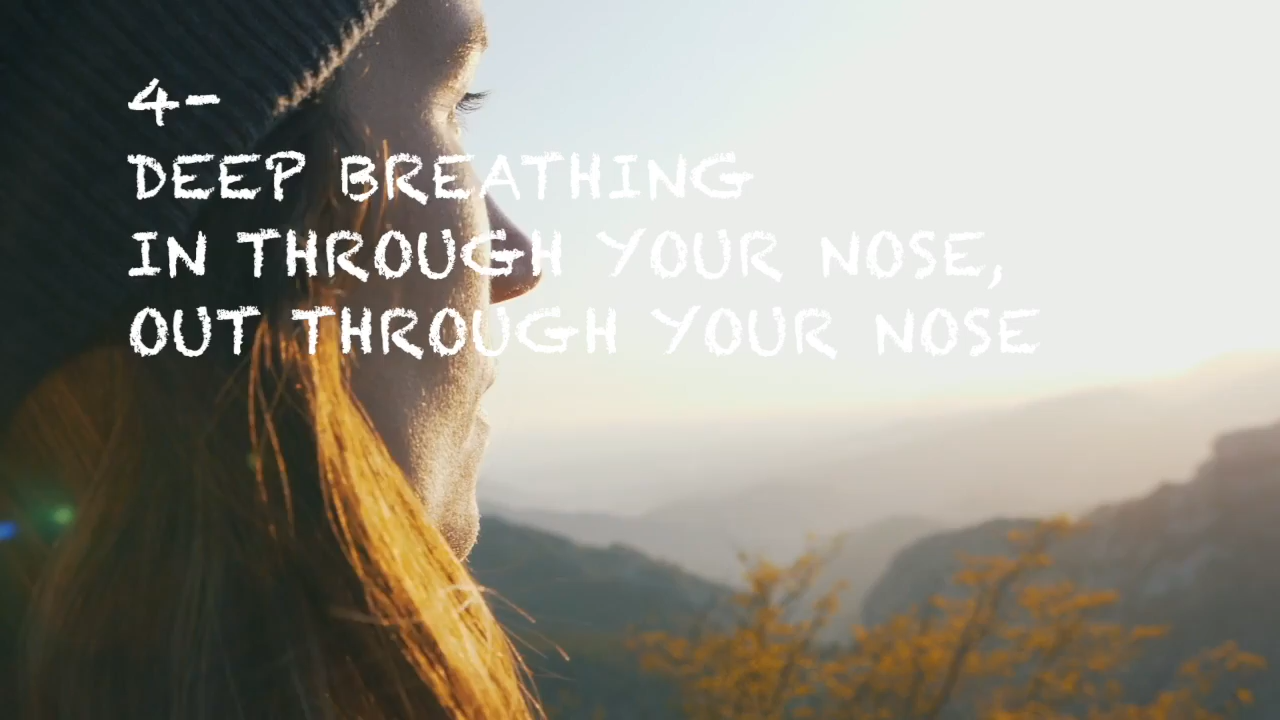 4-
DEEP BREATHING
IN THROUGH YOUR NOSE,
OUT THROUGH YOUR NOSE